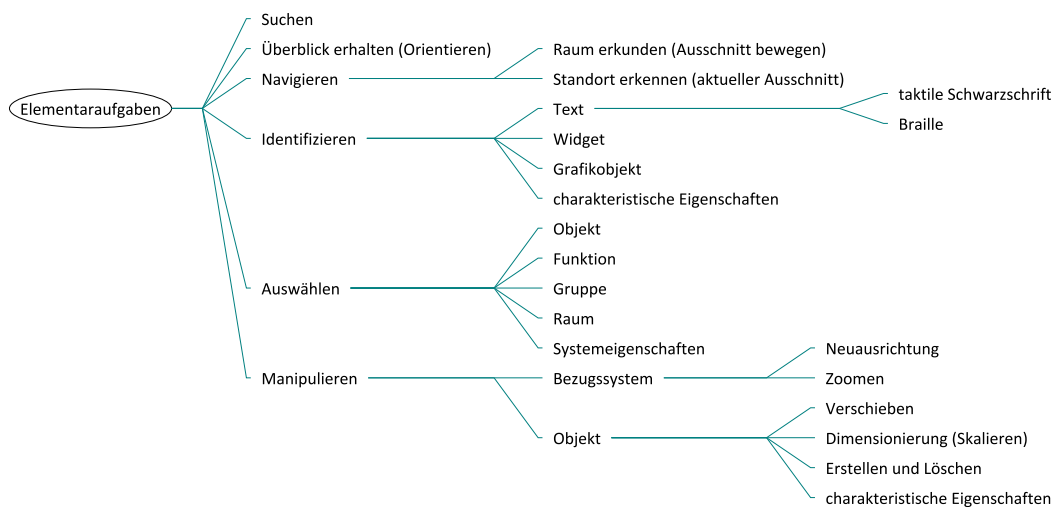 Elementaraufgaben
Suchen
Überblick erhalten (Orientieren)
Navigieren
Raum erkunden (Ausschnitt bewegen)
Standort erkennen (aktueller Ausschnitt)
Identifizieren
Text
taktile Schwarzschrift
Braille
Widget
Grafikobjekt
charakteristische Eigenschaften
Auswählen
Objekt
Funktion
Gruppe
Raum
Systemeigenschaften
Manipulieren
Bezugssystem
Neuausrichtung
Zoomen
Objekt
Verschieben
Dimensionierung (Skalieren)
Erstellen und Löschen
charakteristische Eigenschaften